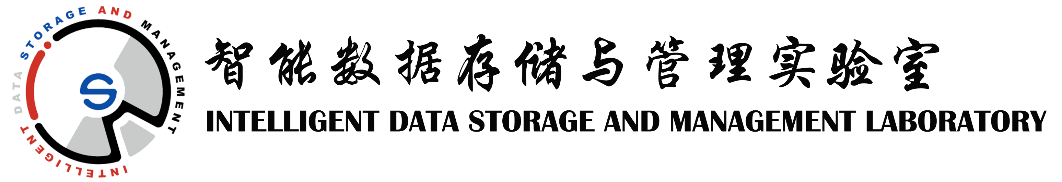 INTELLIGENT DATA STORAGE AND MANAGEMENT
S
智能数据存储与管理实验室
INTELLIGENT DATA STORAGE AND MANAGEMENT LABORATORY